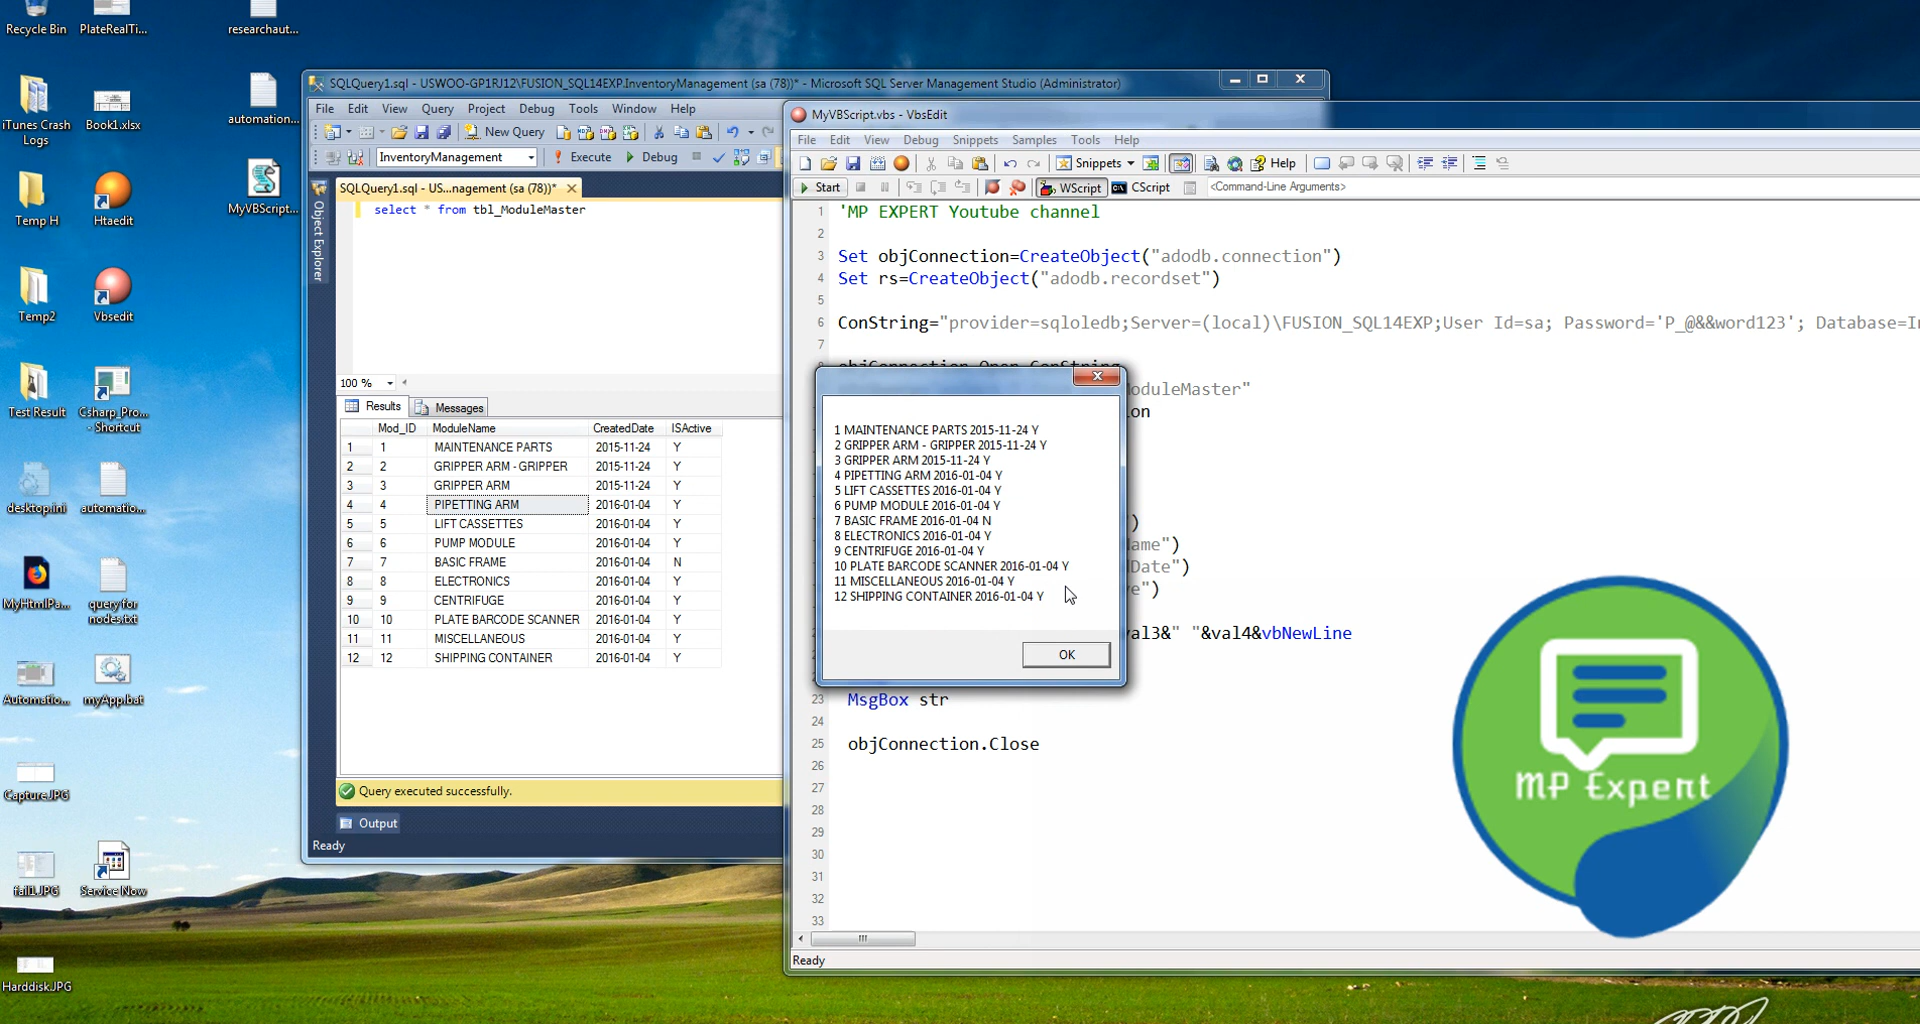 Recycle Bin
PlateRealTi...
researchaut...
iTunes Crash
Logs
Book1.xlsx
automation...
Temp H
Htaedit
MyVBScript...
Temp2
Vbsedit
Test Result
Csharp_Pro...
- Shortcut
desktop.ini
automatio...
MyHtmlPa...
query for
nodes.txt
Automatio...
myApp.bat
Capture.JPG
fail1.JPG
Service Now
Harddisk.JPG
SQLQuery1.sql - USWOO-GP1RJ12\FUSION_SQL14EXP.InventoryManagement (sa (78))* - Microsoft SQL Server Management Studio (Administrator)
File Edit View Query Project Debug Tools Window Help
New Query
InventoryManagement
Execute
Debug
SQLQuery1.sql - US...nagement (sa (78))*
Object Explorer
select * from tbl_ModuleMaster
100 %
Results
Messages
Mod_ID ModuleName CreatedDate ISActive
1 1 MAINTENANCE PARTS 2015-11-24 Y
2 2 GRIPPER ARM - GRIPPER 2015-11-24 Y
3 3 GRIPPER ARM 2015-11-24 Y
4 4 PIPETTING ARM 2016-01-04 Y
5 5 LIFT CASSETTES 2016-01-04 Y
6 6 PUMP MODULE 2016-01-04 Y
7 7 BASIC FRAME 2016-01-04 N
8 8 ELECTRONICS 2016-01-04 Y
9 9 CENTRIFUGE 2016-01-04 Y
10 10 PLATE BARCODE SCANNER 2016-01-04 Y
11 11 MISCELLANEOUS 2016-01-04 Y
12 12 SHIPPING CONTAINER 2016-01-04 Y
Query executed successfully.
Output
Ready
MyVBScript.vbs - VbsEdit
File Edit View Debug Snippets Samples Tools Help
Snippets
Help
Start
WScript
CScript
<Command-Line Arguments>
1 'MP EXPERT Youtube channel
2
3 Set objConnection=CreateObject("adodb.connection")
4 Set rs=CreateObject("adodb.recordset")
5
6 ConString="provider=sqloledb;Server=(local)\FUSION_SQL14EXP;User Id=sa; Password='P_@&&word123'; Database=I
7
objConnection.Open ConString
oduleMaster"
on
)
ame")
dDate")
e")
al3&" "&val4&vbNewLine
23 MsgBox str
24
25 objConnection.Close
26
27
28
29
30
31
32
33
Ready
1 MAINTENANCE PARTS 2015-11-24 Y
2 GRIPPER ARM - GRIPPER 2015-11-24 Y
3 GRIPPER ARM 2015-11-24 Y
4 PIPETTING ARM 2016-01-04 Y
5 LIFT CASSETTES 2016-01-04 Y
6 PUMP MODULE 2016-01-04 Y
7 BASIC FRAME 2016-01-04 N
8 ELECTRONICS 2016-01-04 Y
9 CENTRIFUGE 2016-01-04 Y
10 PLATE BARCODE SCANNER 2016-01-04 Y
11 MISCELLANEOUS 2016-01-04 Y
12 SHIPPING CONTAINER 2016-01-04 Y
OK
MP Expert